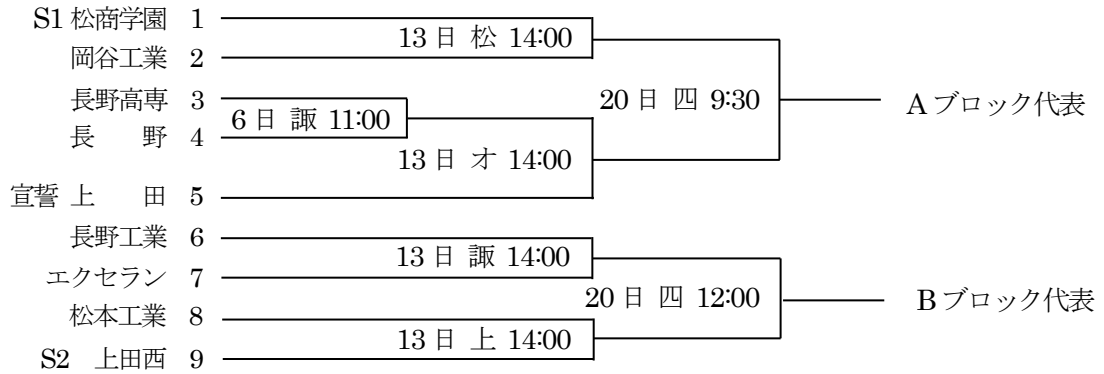 S1 松商学園 1
13日 松 14:00
岡谷工業 2
20日 四 9:30
Aブロック代表
長野高専 3
6日 諏 11:00
長 野 4
13日 オ 14:00
宣誓 上 田 5
長野工業 6
13日 諏 14:00
エクセラン 7
20日 四 12:00
Bブロック代表
松本工業 8
13日 上 14:00
S2 上田西 9